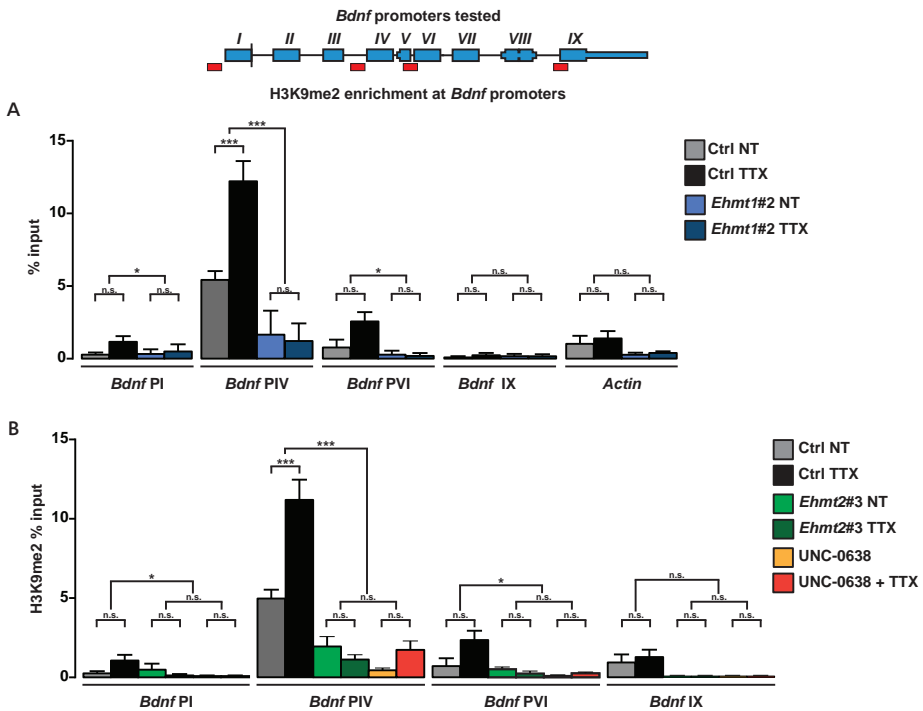 Bdnf promoters tested
I II III IV V VI VII VIII IX
H3K9me2 enrichment at Bdnf promoters
A
15
10
5
0
% input
*
n.s. n.s.
***
***
n.s.
*
n.s. n.s.
n.s.
n.s. n.s.
n.s.
n.s. n.s.
Bdnf PI
Bdnf PIV
Bdnf PVI
Bdnf IX
Actin
Ctrl NT
Ctrl TTX
Ehmt1#2 NT
Ehmt1#2 TTX
B
15
10
5
0
H3K9me2 % input
*
n.s.
n.s. n.s. n.s.
***
***
n.s.
n.s. n.s.
*
n.s.
n.s. n.s. n.s.
n.s.
n.s.
n.s. n.s. n.s.
Bdnf PI
Bdnf PIV
Bdnf PVI
Bdnf IX
Ctrl NT
Ctrl TTX
Ehmt2#3 NT
Ehmt2#3 TTX
UNC-0638
UNC-0638 + TTX